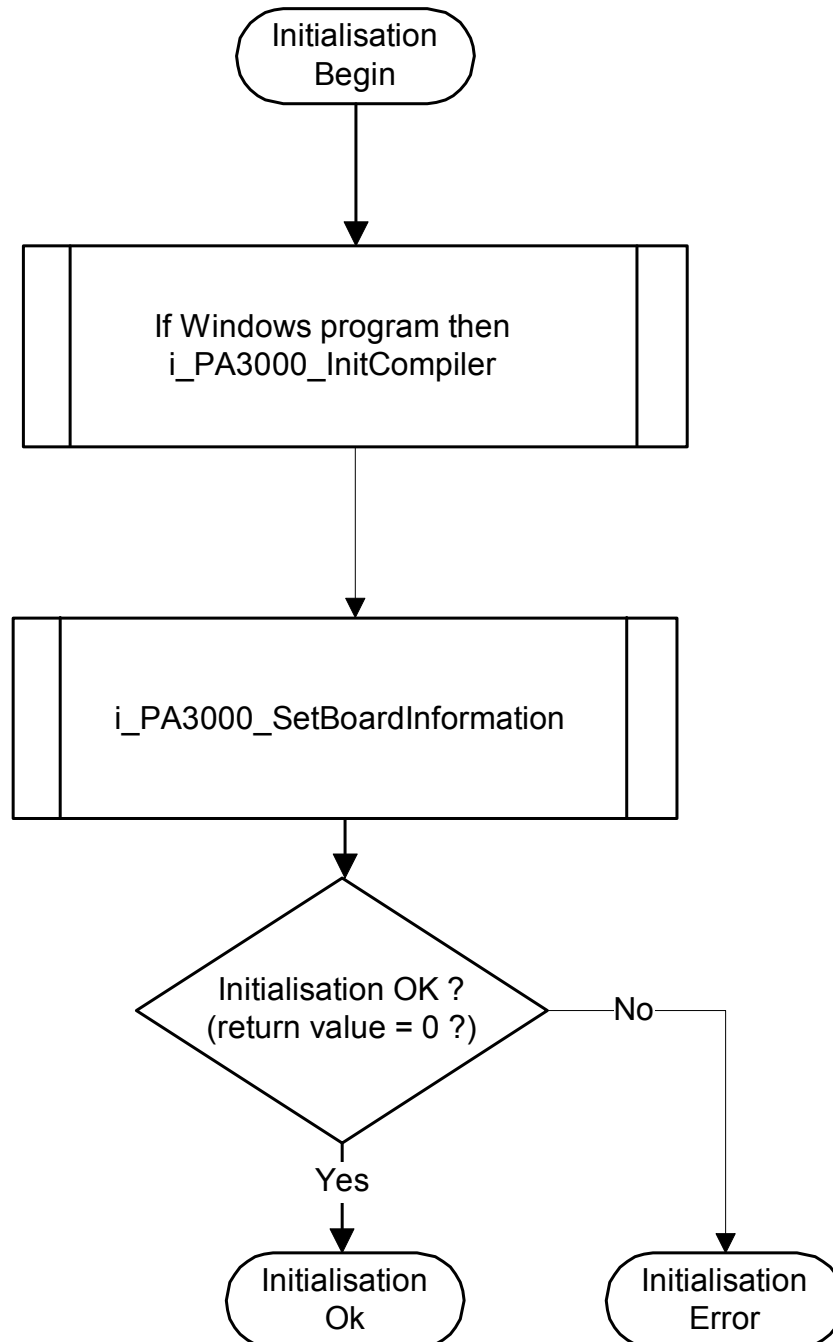 Initialisation
Begin
If Windows program then
i_PA3000_InitCompiler
i_PA3000_SetBoardInformation
Initialisation OK ?
(return value = 0 ?)
No
Yes
Initialisation
Ok
Initialisation
Error